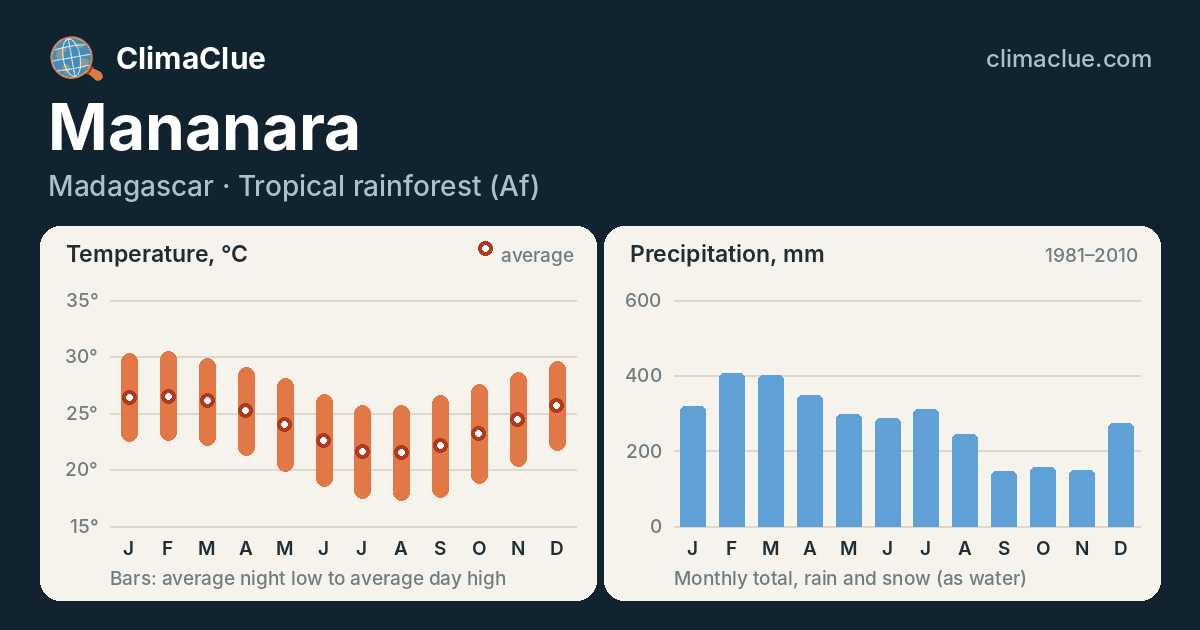 ClimaClue
climaclue.com
Mananara
Madagascar · Tropical rainforest (Af)
Temperature, °C
average
35°
30°
25°
20°
15°
J F M A M J J A S O N D
Bars: average night low to average day high
Precipitation, mm
1981–2010
600
400
200
0
J F M A M J J A S O N D
Monthly total, rain and snow (as water)